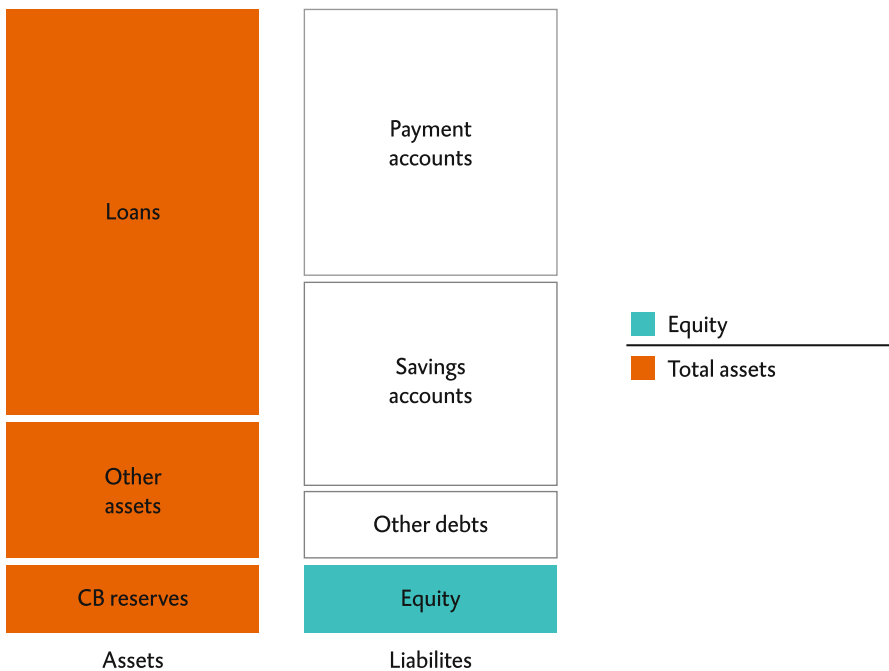 Loans
Other
assets
CB reserves
Assets
Payment
accounts
Savings
accounts
Other debts
Equity
Liabilites
Equity
Total assets